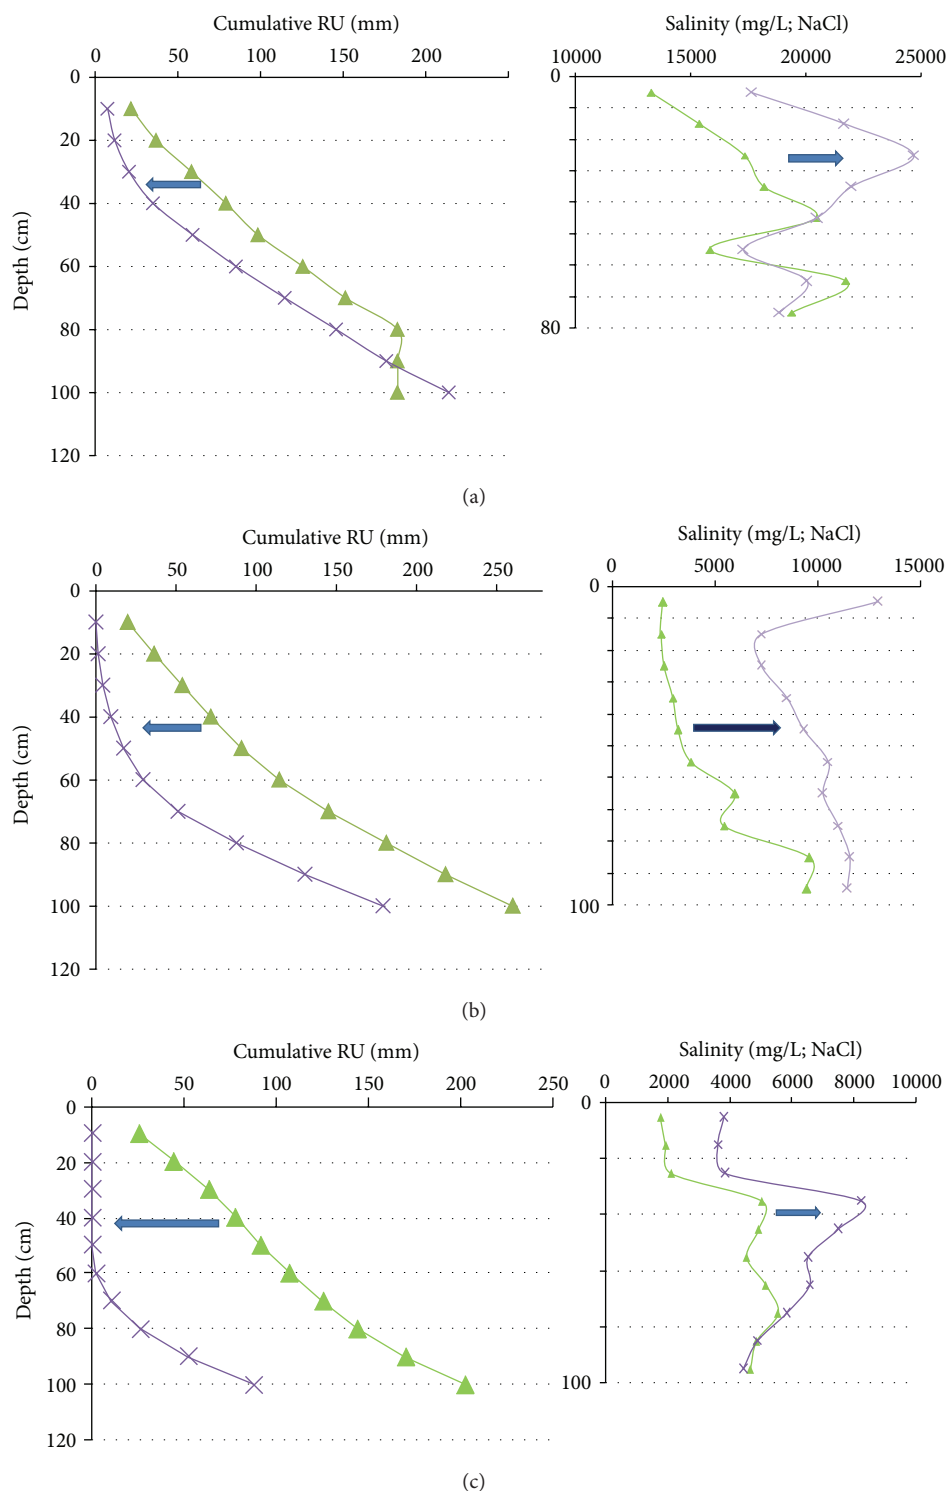 Cumulative RU (mm)
0 50 100 150 200
0
20
40
60
80
100
120
Depth (cm)
Salinity (mg/L; NaCl)
10000 15000 20000 25000
0
80
(a)
Cumulative RU (mm)
0 50 100 150 200 250
0
20
40
60
80
100
120
Depth (cm)
Salinity (mg/L; NaCl)
0 5000 10000 15000
0
100
(b)
Cumulative RU (mm)
0 50 100 150 200 250
0
20
40
60
80
100
120
Depth (cm)
Salinity (mg/L; NaCl)
0 2000 4000 6000 8000 10000
0
100
(c)